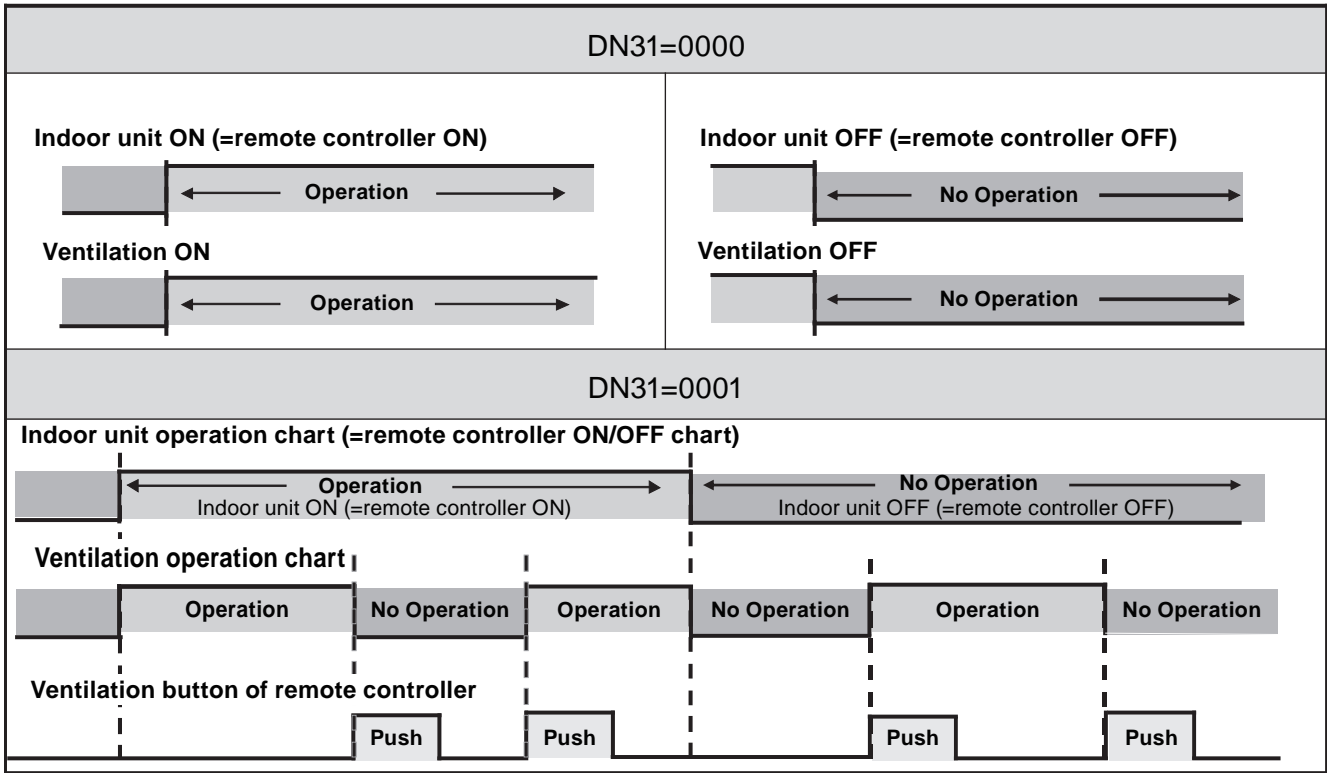 DN31=0000
Indoor unit ON (=remote controller ON)
Operation
Ventilation ON
Operation
Indoor unit OFF (=remote controller OFF)
No Operation
Ventilation OFF
No Operation
DN31=0001
Indoor unit operation chart (=remote controller ON/OFF chart)
Operation
Indoor unit ON (=remote controller ON)
No Operation
Indoor unit OFF (=remote controller OFF)
Ventilation operation chart
Operation
No Operation
Operation
No Operation
Operation
No Operation
Ventilation button of remote controller
Push
Push
Push
Push